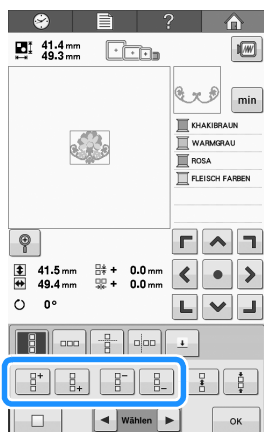 ?
41.4 mm
49.3 mm
min
KHAKIBRAUN
WARMGRAU
ROSA
FLEISCH FARBEN
41.5 mm + 0.0 mm
49.4 mm + 0.0 mm
0°
Wählen
OK